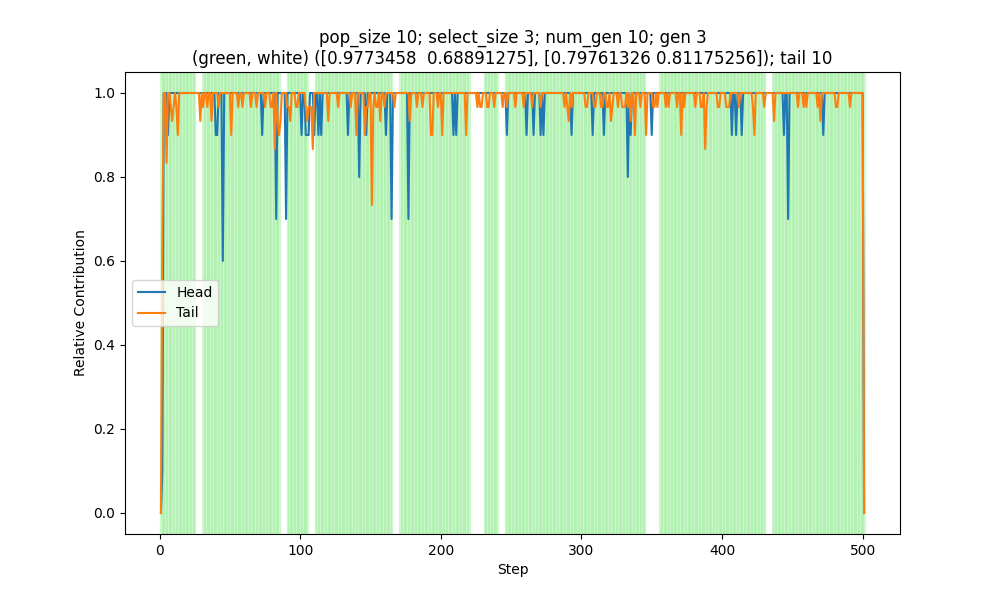 pop_size 10; select_size 3; num_gen 10; gen 3
(green, white) ([0.9773458  0.68891275], [0.79761326 0.81175256]); tail 10
1.0
0.8
0.6
0.4
0.2
0.0
Relative Contribution
Head
Tail
0
100
200
300
400
500
Step